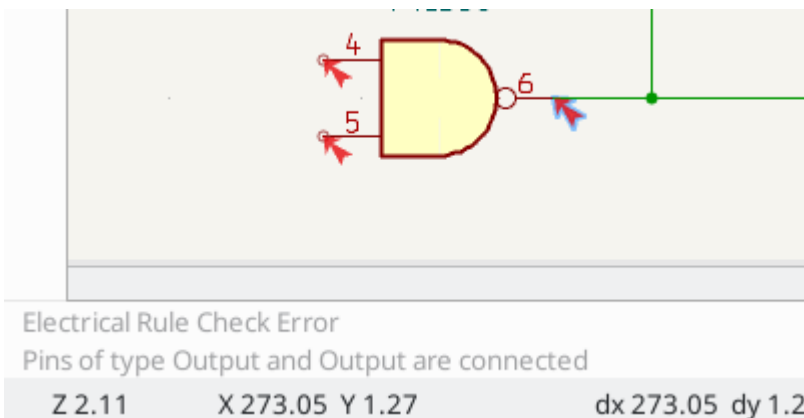 4
6
5
Electrical Rule Check Error
Pins of type Output and Output are connected
Z 2.11 X 273.05 Y 1.27 dx 273.05 dy 1.2